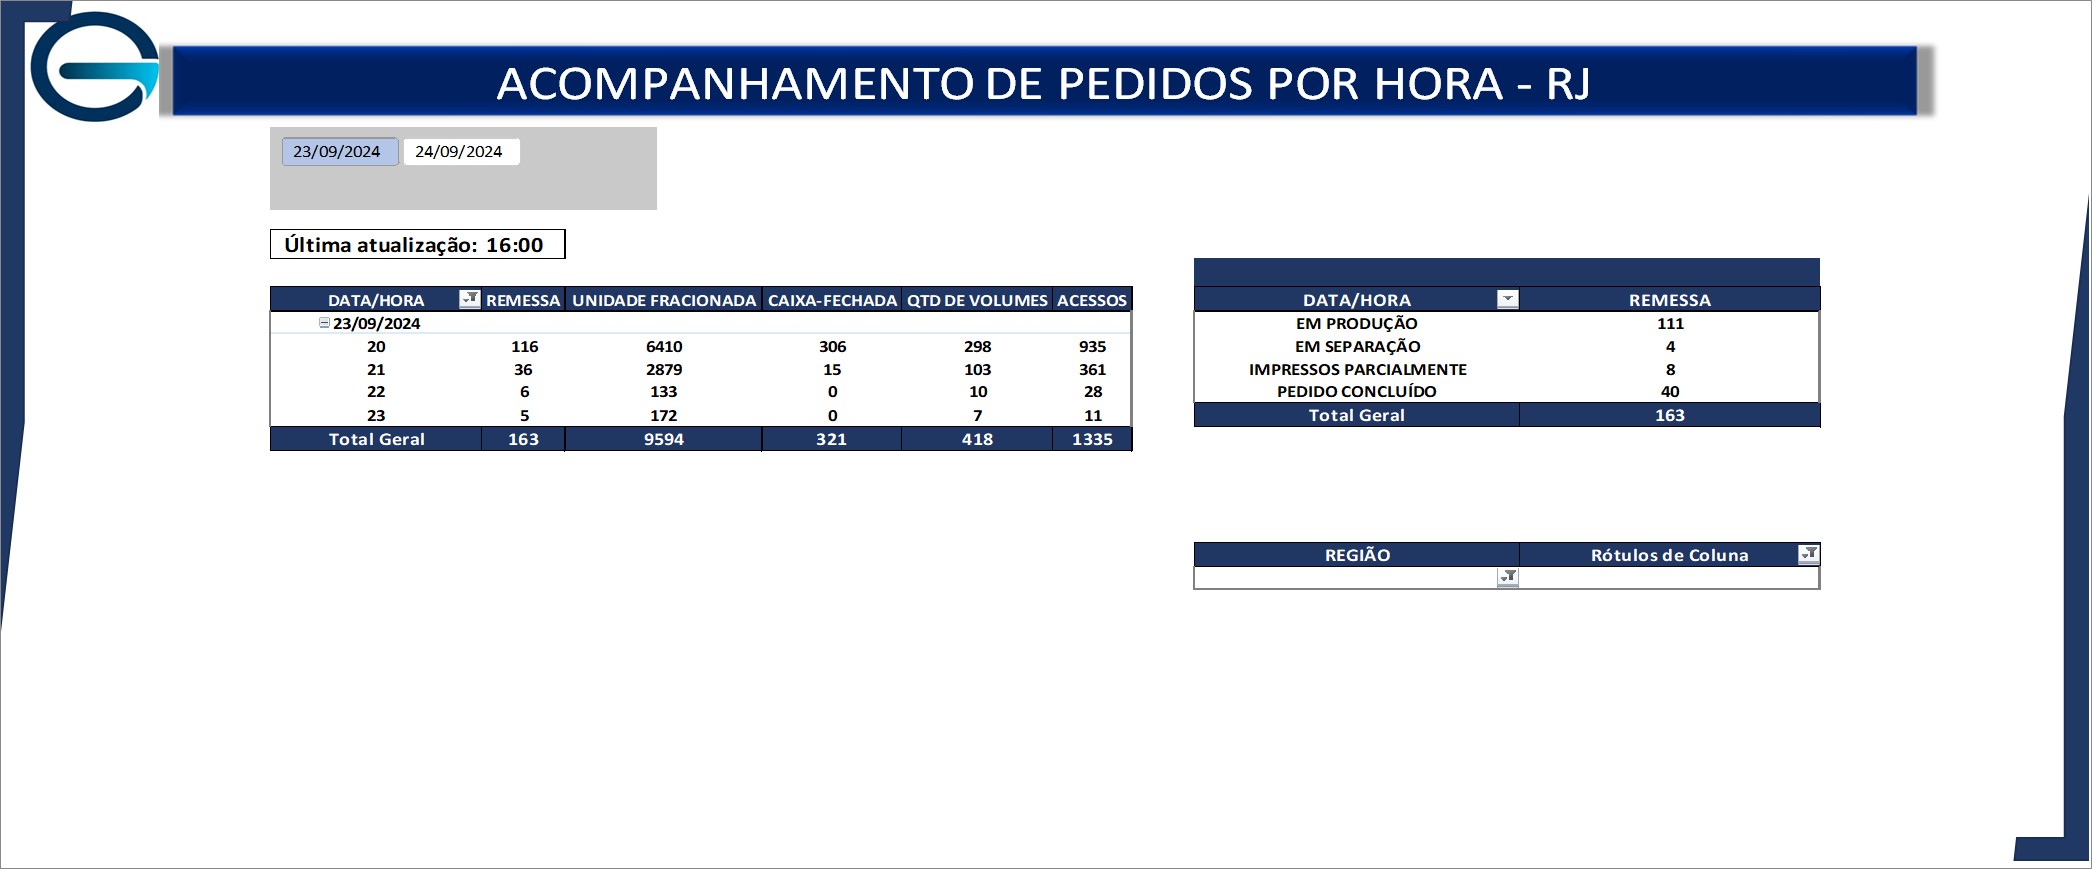 ACOMPANHAMENTO DE PEDIDOS POR HORA - RJ
23/09/2024 24/09/2024
Última atualização: 16:00
DATA/HORA REMESSA UNIDADE FRACIONADA CAIXA-FECHADA QTD DE VOLUMES ACESSOS
23/09/2024
20 116 6410 306 298 935
21 36 2879 15 103 361
22 6 133 0 10 28
23 5 172 0 7 11
Total Geral 163 9594 321 418 1335
DATA/HORA REMESSA
EM PRODUÇÃO 111
EM SEPARAÇÃO 4
IMPRESSOS PARCIALMENTE 8
PEDIDO CONCLUÍDO 40
Total Geral 163
REGIÃO Rótulos de Coluna